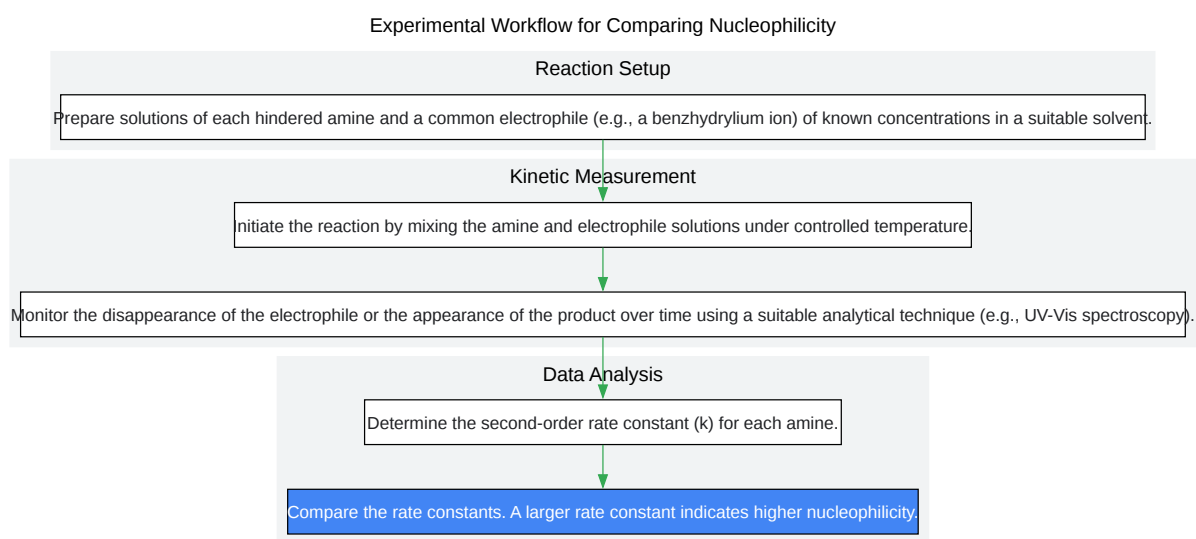 Experimental Workflow for Comparing Nucleophilicity
Reaction Setup
Prepare solutions of each hindered amine and a common electrophile (e.g., a benzhydrylium ion) of known concentrations in a suitable solvent.
Kinetic Measurement
Initiate the reaction by mixing the amine and electrophile solutions under controlled temperature.
Monitor the disappearance of the electrophile or the appearance of the product over time using a suitable analytical technique (e.g., UV-Vis spectroscopy).
Data Analysis
Determine the second-order rate constant (k) for each amine.
Compare the rate constants. A larger rate constant indicates higher nucleophilicity.